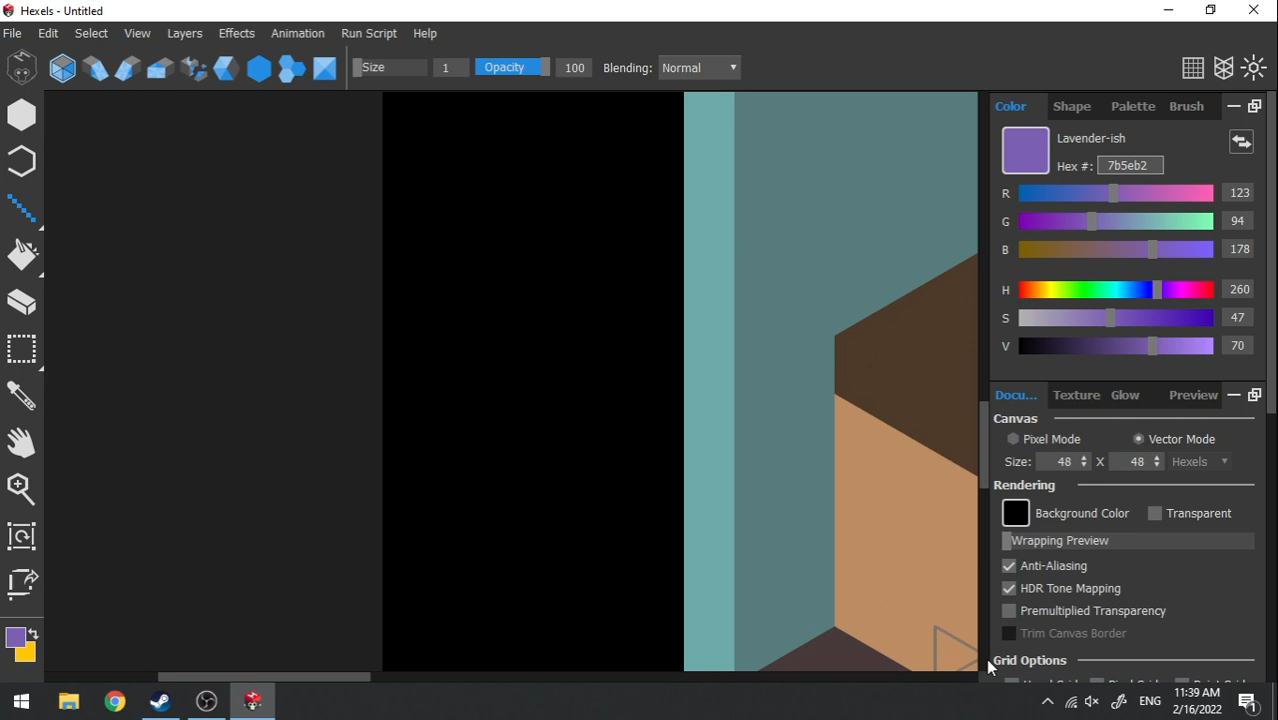 Hexels - Untitled
File Edit Select View Layers Effects Animation Run Script Help
Size 1 Opacity 100 Blending: Normal
Color Shape Palette Brush
Lavender-ish
Hex #: 7b5eb2
R 123
G 94
B 178
H 260
S 47
V 70
Docu... Texture Glow Preview
Canvas
Pixel Mode Vector Mode
Size: 48 X 48 Hexels
Rendering
Background Color Transparent
Wrapping Preview
Anti-Aliasing
HDR Tone Mapping
Premultiplied Transparency
Trim Canvas Border
Grid Options
ENG 11:39 AM
2/16/2022 1